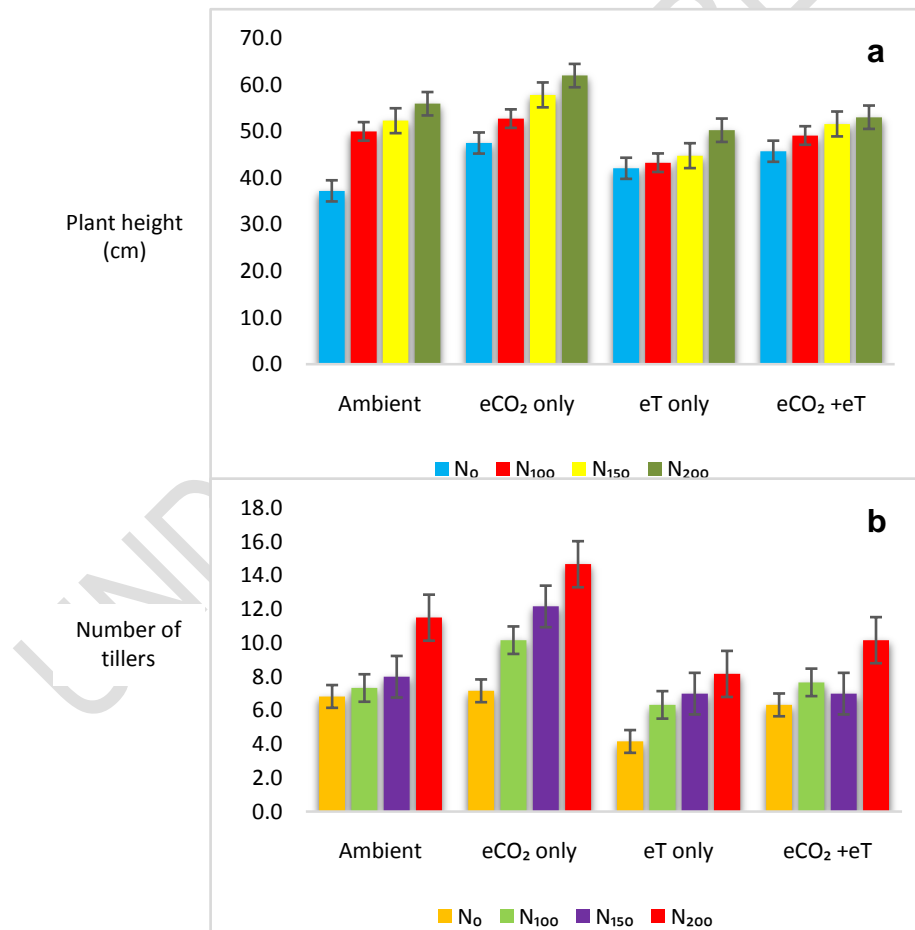 a
70.0
60.0
50.0
40.0
30.0
20.0
10.0
0.0
Plant height
(cm)
Ambient eCO₂ only eT only eCO₂ +eT
N₀ N₁₀₀ N₁₅₀ N₂₀₀
b
18.0
16.0
14.0
12.0
10.0
8.0
6.0
4.0
2.0
0.0
Number of
tillers
Ambient eCO₂ only eT only eCO₂ +eT
N₀ N₁₀₀ N₁₅₀ N₂₀₀